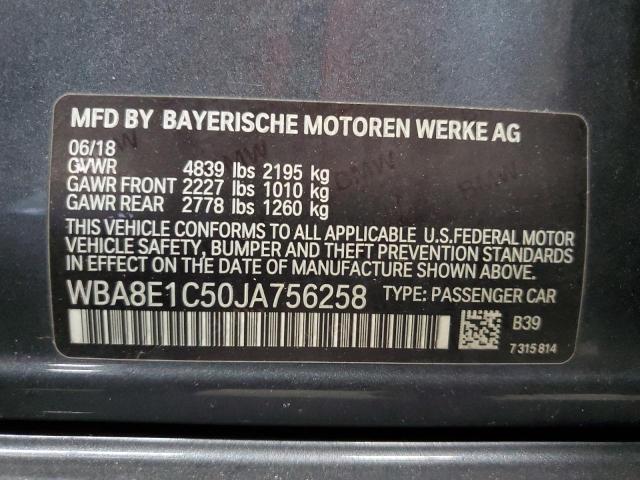 MFD BY BAYERISCHE MOTOREN WERKE AG
06/18
GVWR 4839 lbs 2195 kg
GAWR FRONT 2227 lbs 1010 kg
GAWR REAR 2778 lbs 1260 kg
THIS VEHICLE CONFORMS TO ALL APPLICABLE U.S.FEDERAL MOTOR
VEHICLE SAFETY, BUMPER AND THEFT PREVENTION STANDARDS
IN EFFECT ON THE DATE OF MANUFACTURE SHOWN ABOVE.
WBA8E1C50JA756258 TYPE: PASSENGER CAR
B39
7315814